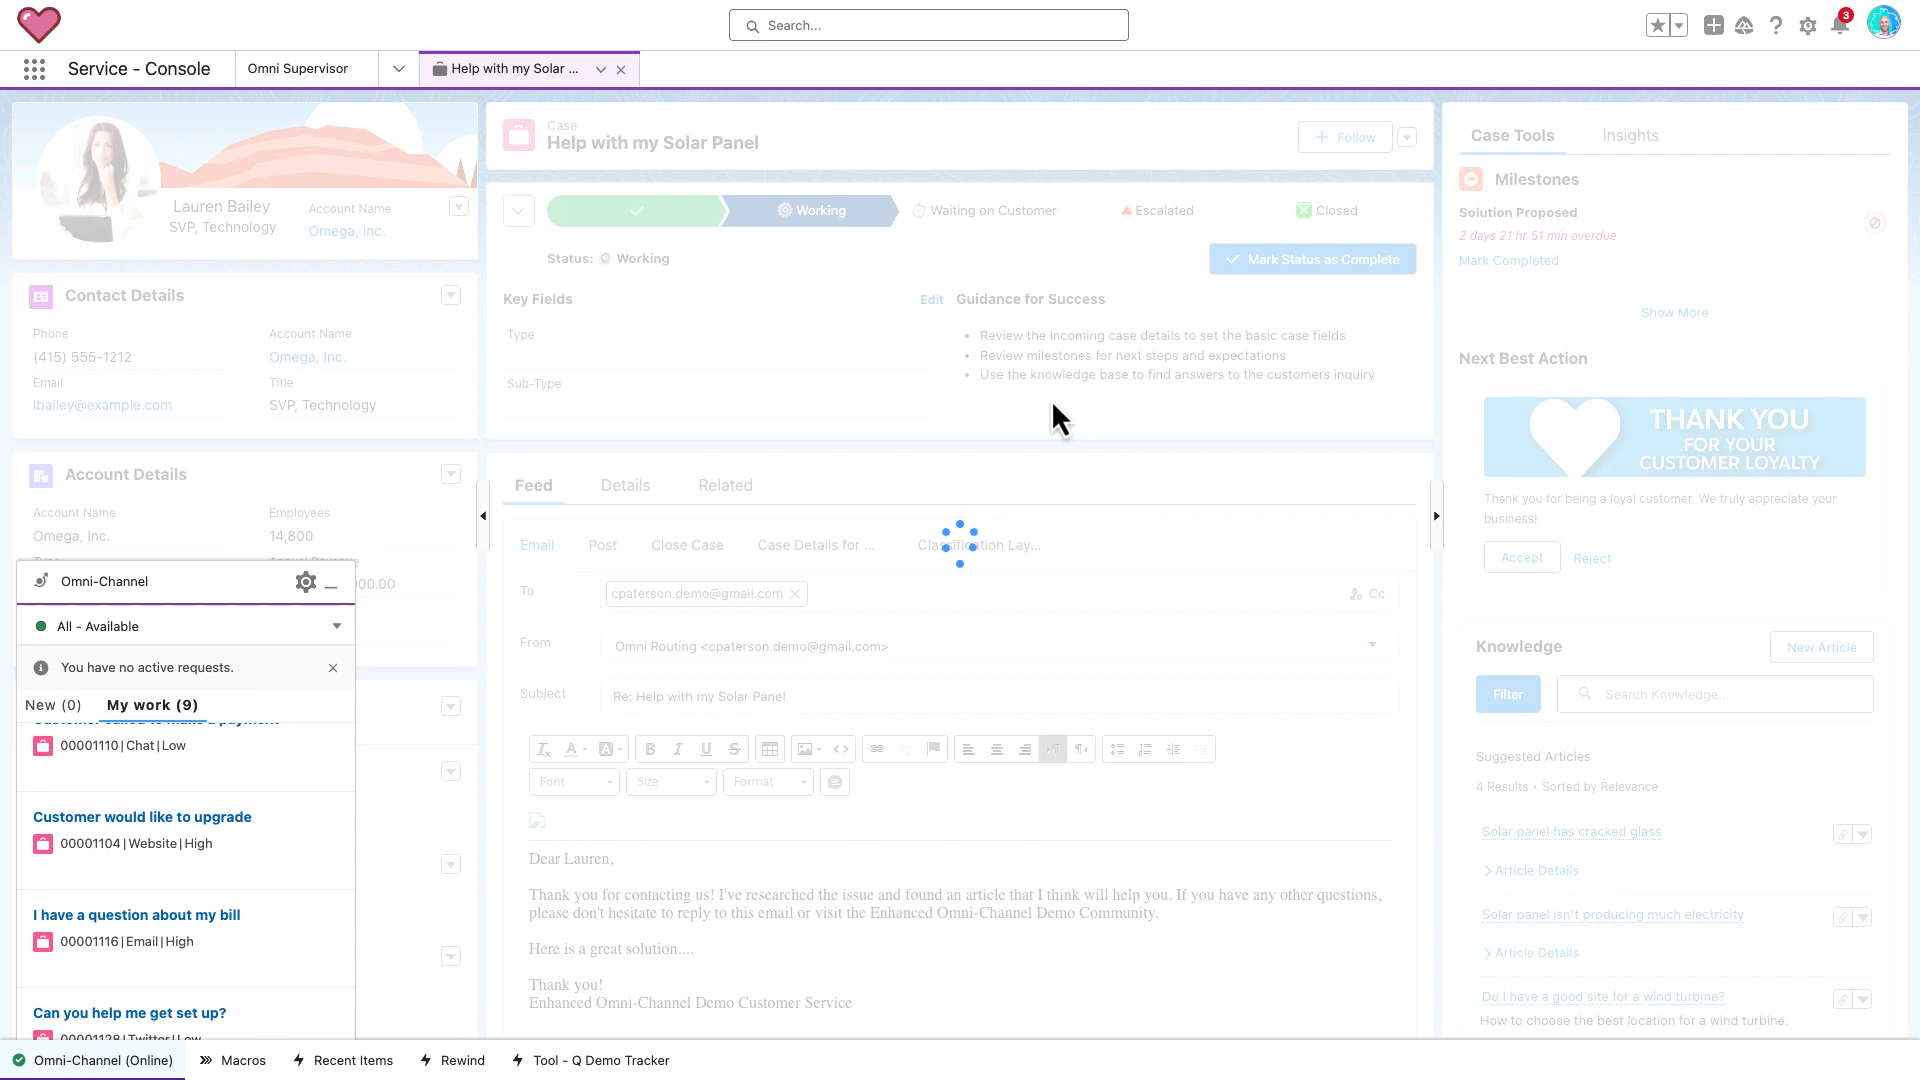 Search...
3
Service - Console
Omni Supervisor
Help with my Solar ...
Lauren Bailey
SVP, Technology
Account Name
Omega, Inc.
Contact Details
Phone
Account Name
(415) 555-1212
Omega, Inc.
Email
Title
lbailey@example.com
SVP, Technology
Account Details
Account Name
Employees
Omega, Inc.
14,800
Omni-Channel
All - Available
You have no active requests.
New (0)
My work (9)
00001110 | Chat | Low
Customer would like to upgrade
00001104 | Website | High
I have a question about my bill
00001116 | Email | High
Can you help me get set up?
00001128 | Twitter | Low
Case
Help with my Solar Panel
Follow
Working
Waiting on Customer
Escalated
Closed
Status: Working
Mark Status as Complete
Key Fields
Edit
Type
Sub-Type
Guidance for Success
• Review the incoming case details to set the basic case fields
• Review milestones for next steps and expectations
• Use the knowledge base to find answers to the customers inquiry
Feed
Details
Related
Email
Post
Close Case
Case Details for ...
Classification Lay...
To
cpaterson.demo@gmail.com
Cc
From
Omni Routing <cpaterson.demo@gmail.com>
Subject
Re: Help with my Solar Panel
Font
Size
Format
Dear Lauren,
Thank you for contacting us! I've researched the issue and found an article that I think will help you. If you have any other questions,
please don't hesitate to reply to this email or visit the Enhanced Omni-Channel Demo Community.
Here is a great solution....
Thank you!
Enhanced Omni-Channel Demo Customer Service
Case Tools
Insights
Milestones
Solution Proposed
2 days 21 hr 51 min overdue
Mark Completed
Show More
Next Best Action
THANK YOU
FOR YOUR
CUSTOMER LOYALTY
Thank you for being a loyal customer. We truly appreciate your
business!
Accept
Reject
Knowledge
New Article
Filter
Search Knowledge...
Suggested Articles
4 Results • Sorted by Relevance
Solar panel has cracked glass
Article Details
Solar panel isn't producing much electricity
Article Details
Do I have a good site for a wind turbine?
How to choose the best location for a wind turbine.
Omni-Channel (Online)
Macros
Recent Items
Rewind
Tool - Q Demo Tracker